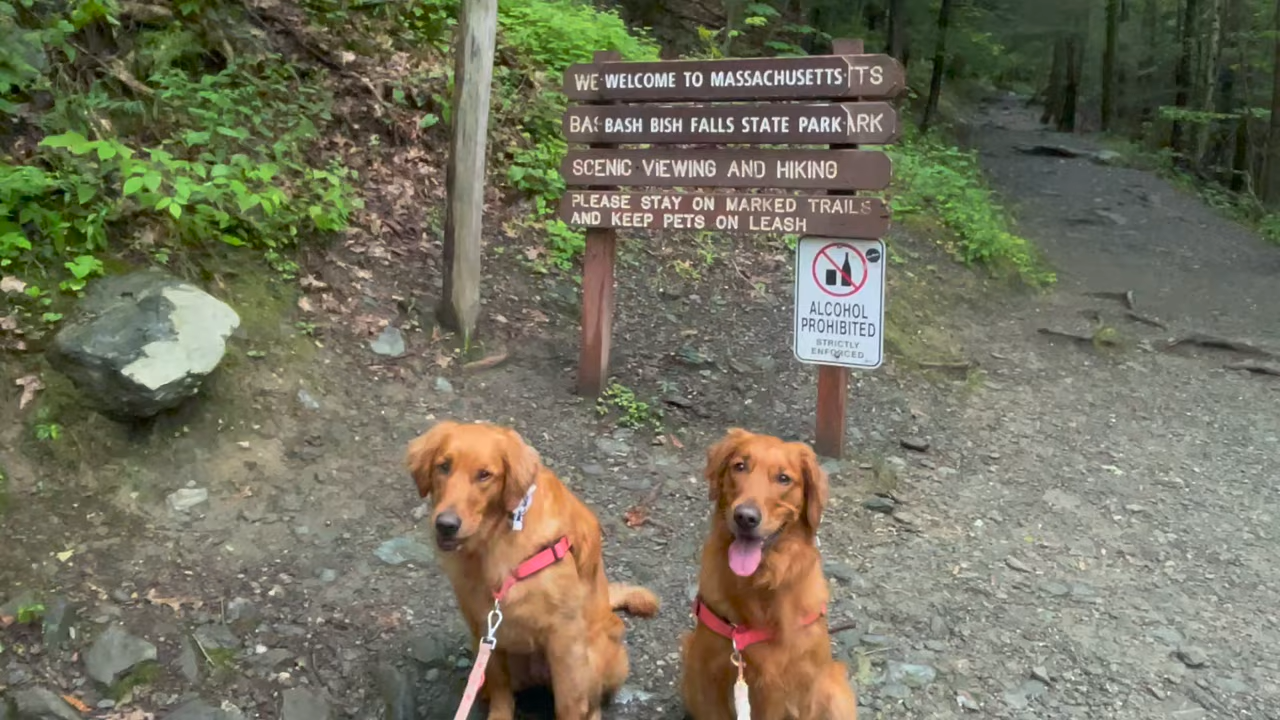 WELCOME TO MASSACHUSETTS
BASH BISH FALLS STATE PARK
SCENIC VIEWING AND HIKING
PLEASE STAY ON MARKED TRAILS
AND KEEP PETS ON LEASH
ALCOHOL
PROHIBITED
STRICTLY
ENFORCED